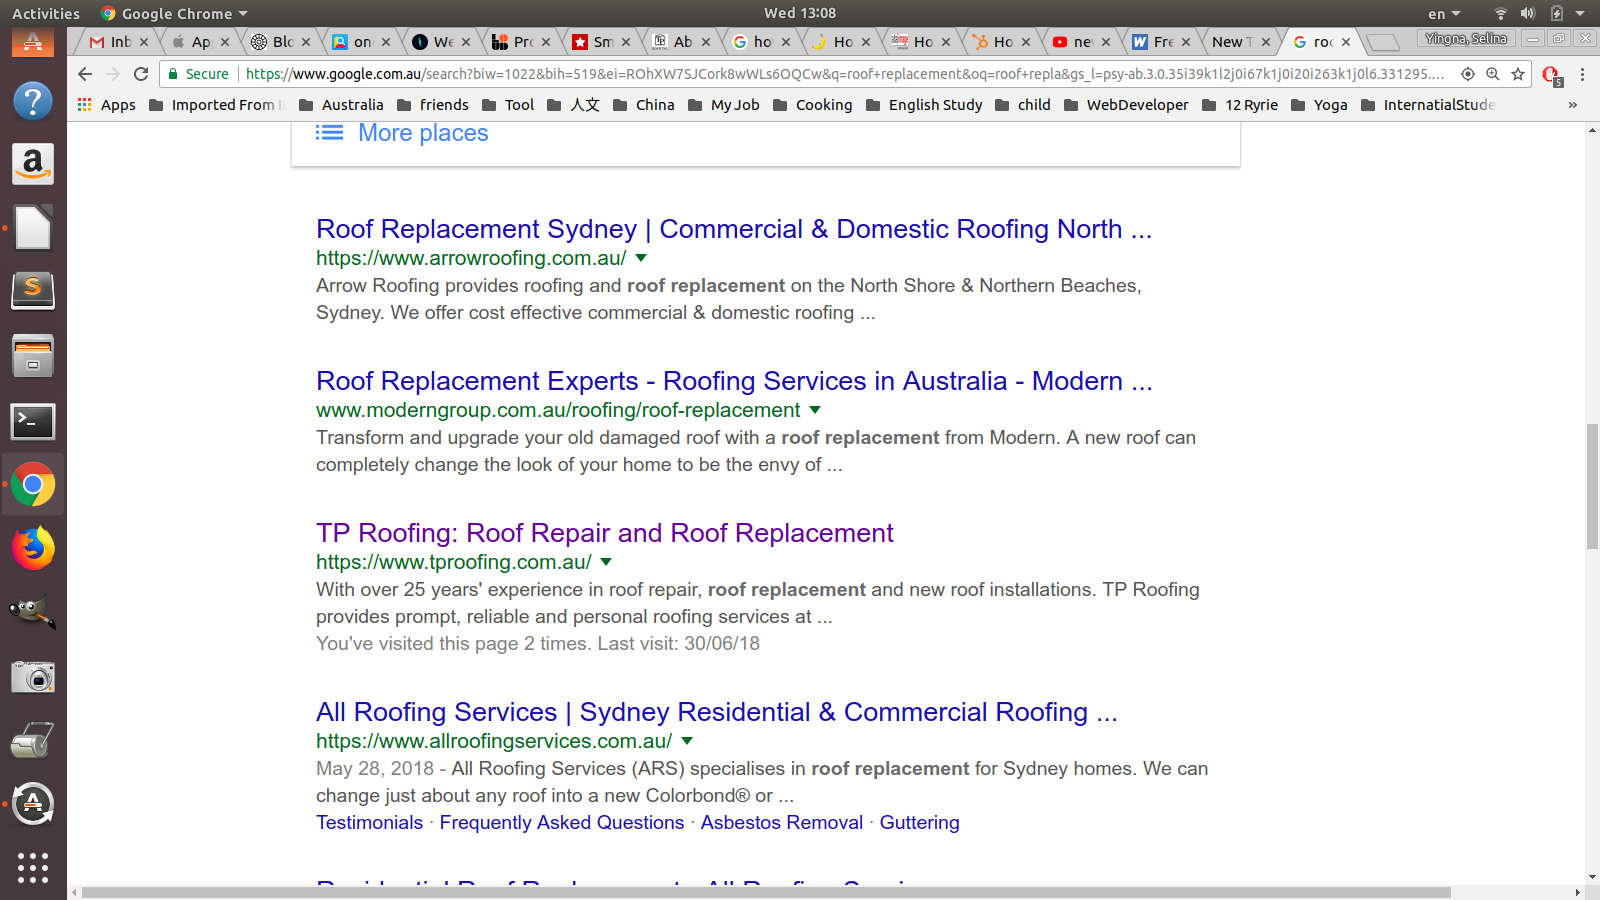 Activities Google Chrome Wed 13:08 en
Inb App Blo on We Pro Sm Ab ho Ho Ho Ho nev Fre New T roo Yingna, Selina
Secure https://www.google.com.au/search?biw=1022&bih=519&ei=ROhXW7SJCork8wWLs6OQCw&q=roof+replacement&oq=roof+repla&gs_l=psy-ab.3.0.35i39k1l2j0i67k1j0i20i263k1j0l6.331295....
Apps Imported From Australia friends Tool 人文 China My Job Cooking English Study child WebDeveloper 12 Ryrie Yoga InternatialStude »
More places
Roof Replacement Sydney | Commercial & Domestic Roofing North ...
https://www.arrowroofing.com.au/
Arrow Roofing provides roofing and roof replacement on the North Shore & Northern Beaches,
Sydney. We offer cost effective commercial & domestic roofing ...
Roof Replacement Experts - Roofing Services in Australia - Modern ...
www.moderngroup.com.au/roofing/roof-replacement
Transform and upgrade your old damaged roof with a roof replacement from Modern. A new roof can
completely change the look of your home to be the envy of ...
TP Roofing: Roof Repair and Roof Replacement
https://www.tproofing.com.au/
With over 25 years' experience in roof repair, roof replacement and new roof installations. TP Roofing
provides prompt, reliable and personal roofing services at ...
You've visited this page 2 times. Last visit: 30/06/18
All Roofing Services | Sydney Residential & Commercial Roofing ...
https://www.allroofingservices.com.au/
May 28, 2018 - All Roofing Services (ARS) specialises in roof replacement for Sydney homes. We can
change just about any roof into a new Colorbond® or ...
Testimonials · Frequently Asked Questions · Asbestos Removal · Guttering